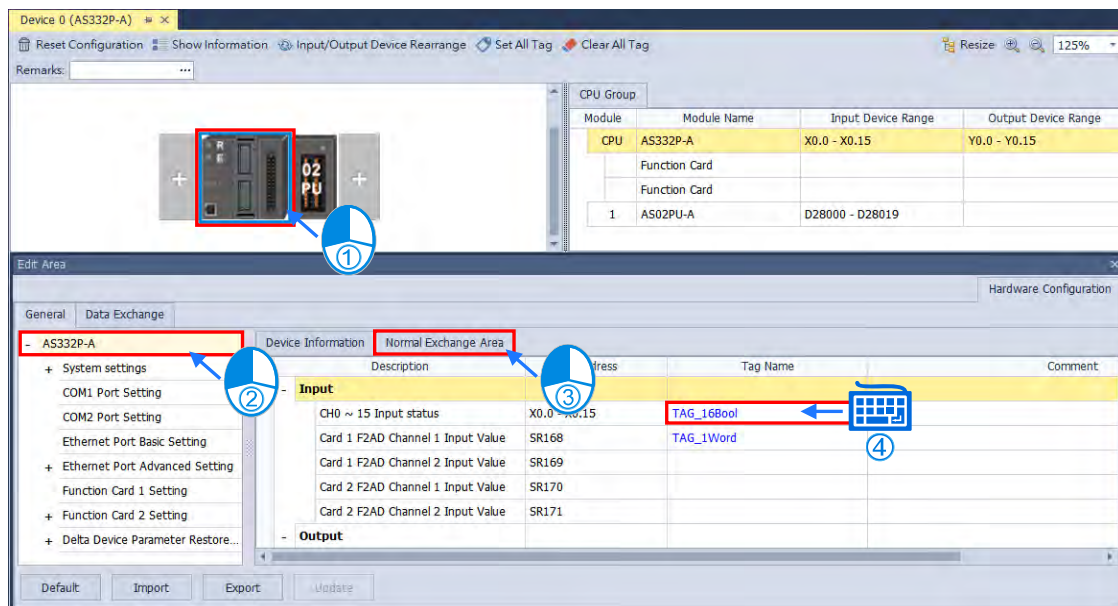 Device 0 (AS332P-A)
Reset Configuration Show Information Input/Output Device Rearrange Set All Tag Clear All Tag Resize 125%
Remarks: ...
CPU Group
Module Module Name Input Device Range Output Device Range
CPU AS332P-A X0.0 - X0.15 Y0.0 - Y0.15
Function Card
Function Card
1 AS02PU-A D28000 - D28019
R
E
02
PU
①
Edit Area
Hardware Configuration
General Data Exchange
- AS332P-A
+ System settings
COM1 Port Setting
COM2 Port Setting
Ethernet Port Basic Setting
+ Ethernet Port Advanced Setting
Function Card 1 Setting
+ Function Card 2 Setting
+ Delta Device Parameter Restore...
②
Device Information Normal Exchange Area
③
Description Tag Name Comment
- Input
CH0 ~ 15 Input status X0.0 - X0.15 TAG_16Bool
④
Card 1 F2AD Channel 1 Input Value SR168 TAG_1Word
Card 1 F2AD Channel 2 Input Value SR169
Card 2 F2AD Channel 1 Input Value SR170
Card 2 F2AD Channel 2 Input Value SR171
- Output
Default Import Export Update